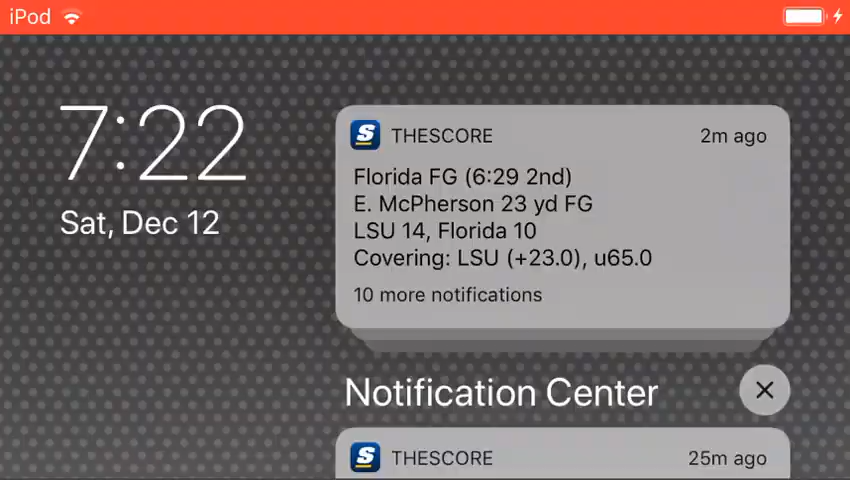 iPod
7:22
Sat, Dec 12
S THESCORE 2m ago
Florida FG (6:29 2nd)
E. McPherson 23 yd FG
LSU 14, Florida 10
Covering: LSU (+23.0), u65.0
10 more notifications
Notification Center
S THESCORE 25m ago